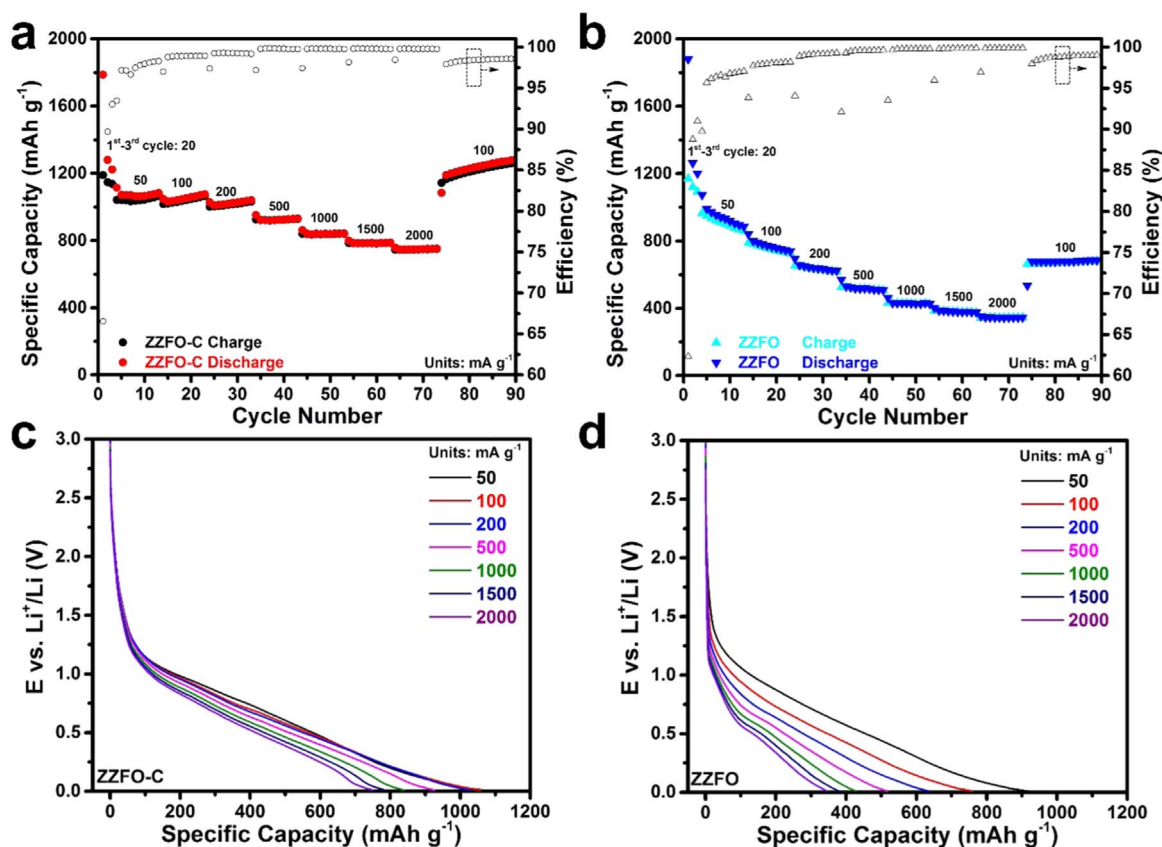 a
2000
1600
1200
800
400
0
Specific Capacity (mAh g⁻¹)
1ˢᵗ-3ʳᵈ cycle: 20
50
100
200
500
1000
1500
2000
100
ZZFO-C Charge
ZZFO-C Discharge
Units: mA g⁻¹
100
95
90
85
80
75
70
65
60
Efficiency (%)
0 10 20 30 40 50 60 70 80 90
Cycle Number
b
2000
1600
1200
800
400
0
Specific Capacity (mAh g⁻¹)
1ˢᵗ-3ʳᵈ cycle: 20
50
100
200
500
1000
1500
2000
100
ZZFO Charge
ZZFO Discharge
Units: mA g⁻¹
100
95
90
85
80
75
70
65
60
Efficiency (%)
0 10 20 30 40 50 60 70 80 90
Cycle Number
c
3.0
2.5
2.0
1.5
1.0
0.5
0.0
E vs. Li⁺/Li (V)
Units: mA g⁻¹
50
100
200
500
1000
1500
2000
ZZFO-C
0 200 400 600 800 1000 1200
Specific Capacity (mAh g⁻¹)
d
3.0
2.5
2.0
1.5
1.0
0.5
0.0
E vs. Li⁺/Li (V)
Units: mA g⁻¹
50
100
200
500
1000
1500
2000
ZZFO
0 200 400 600 800 1000 1200
Specific Capacity (mAh g⁻¹)